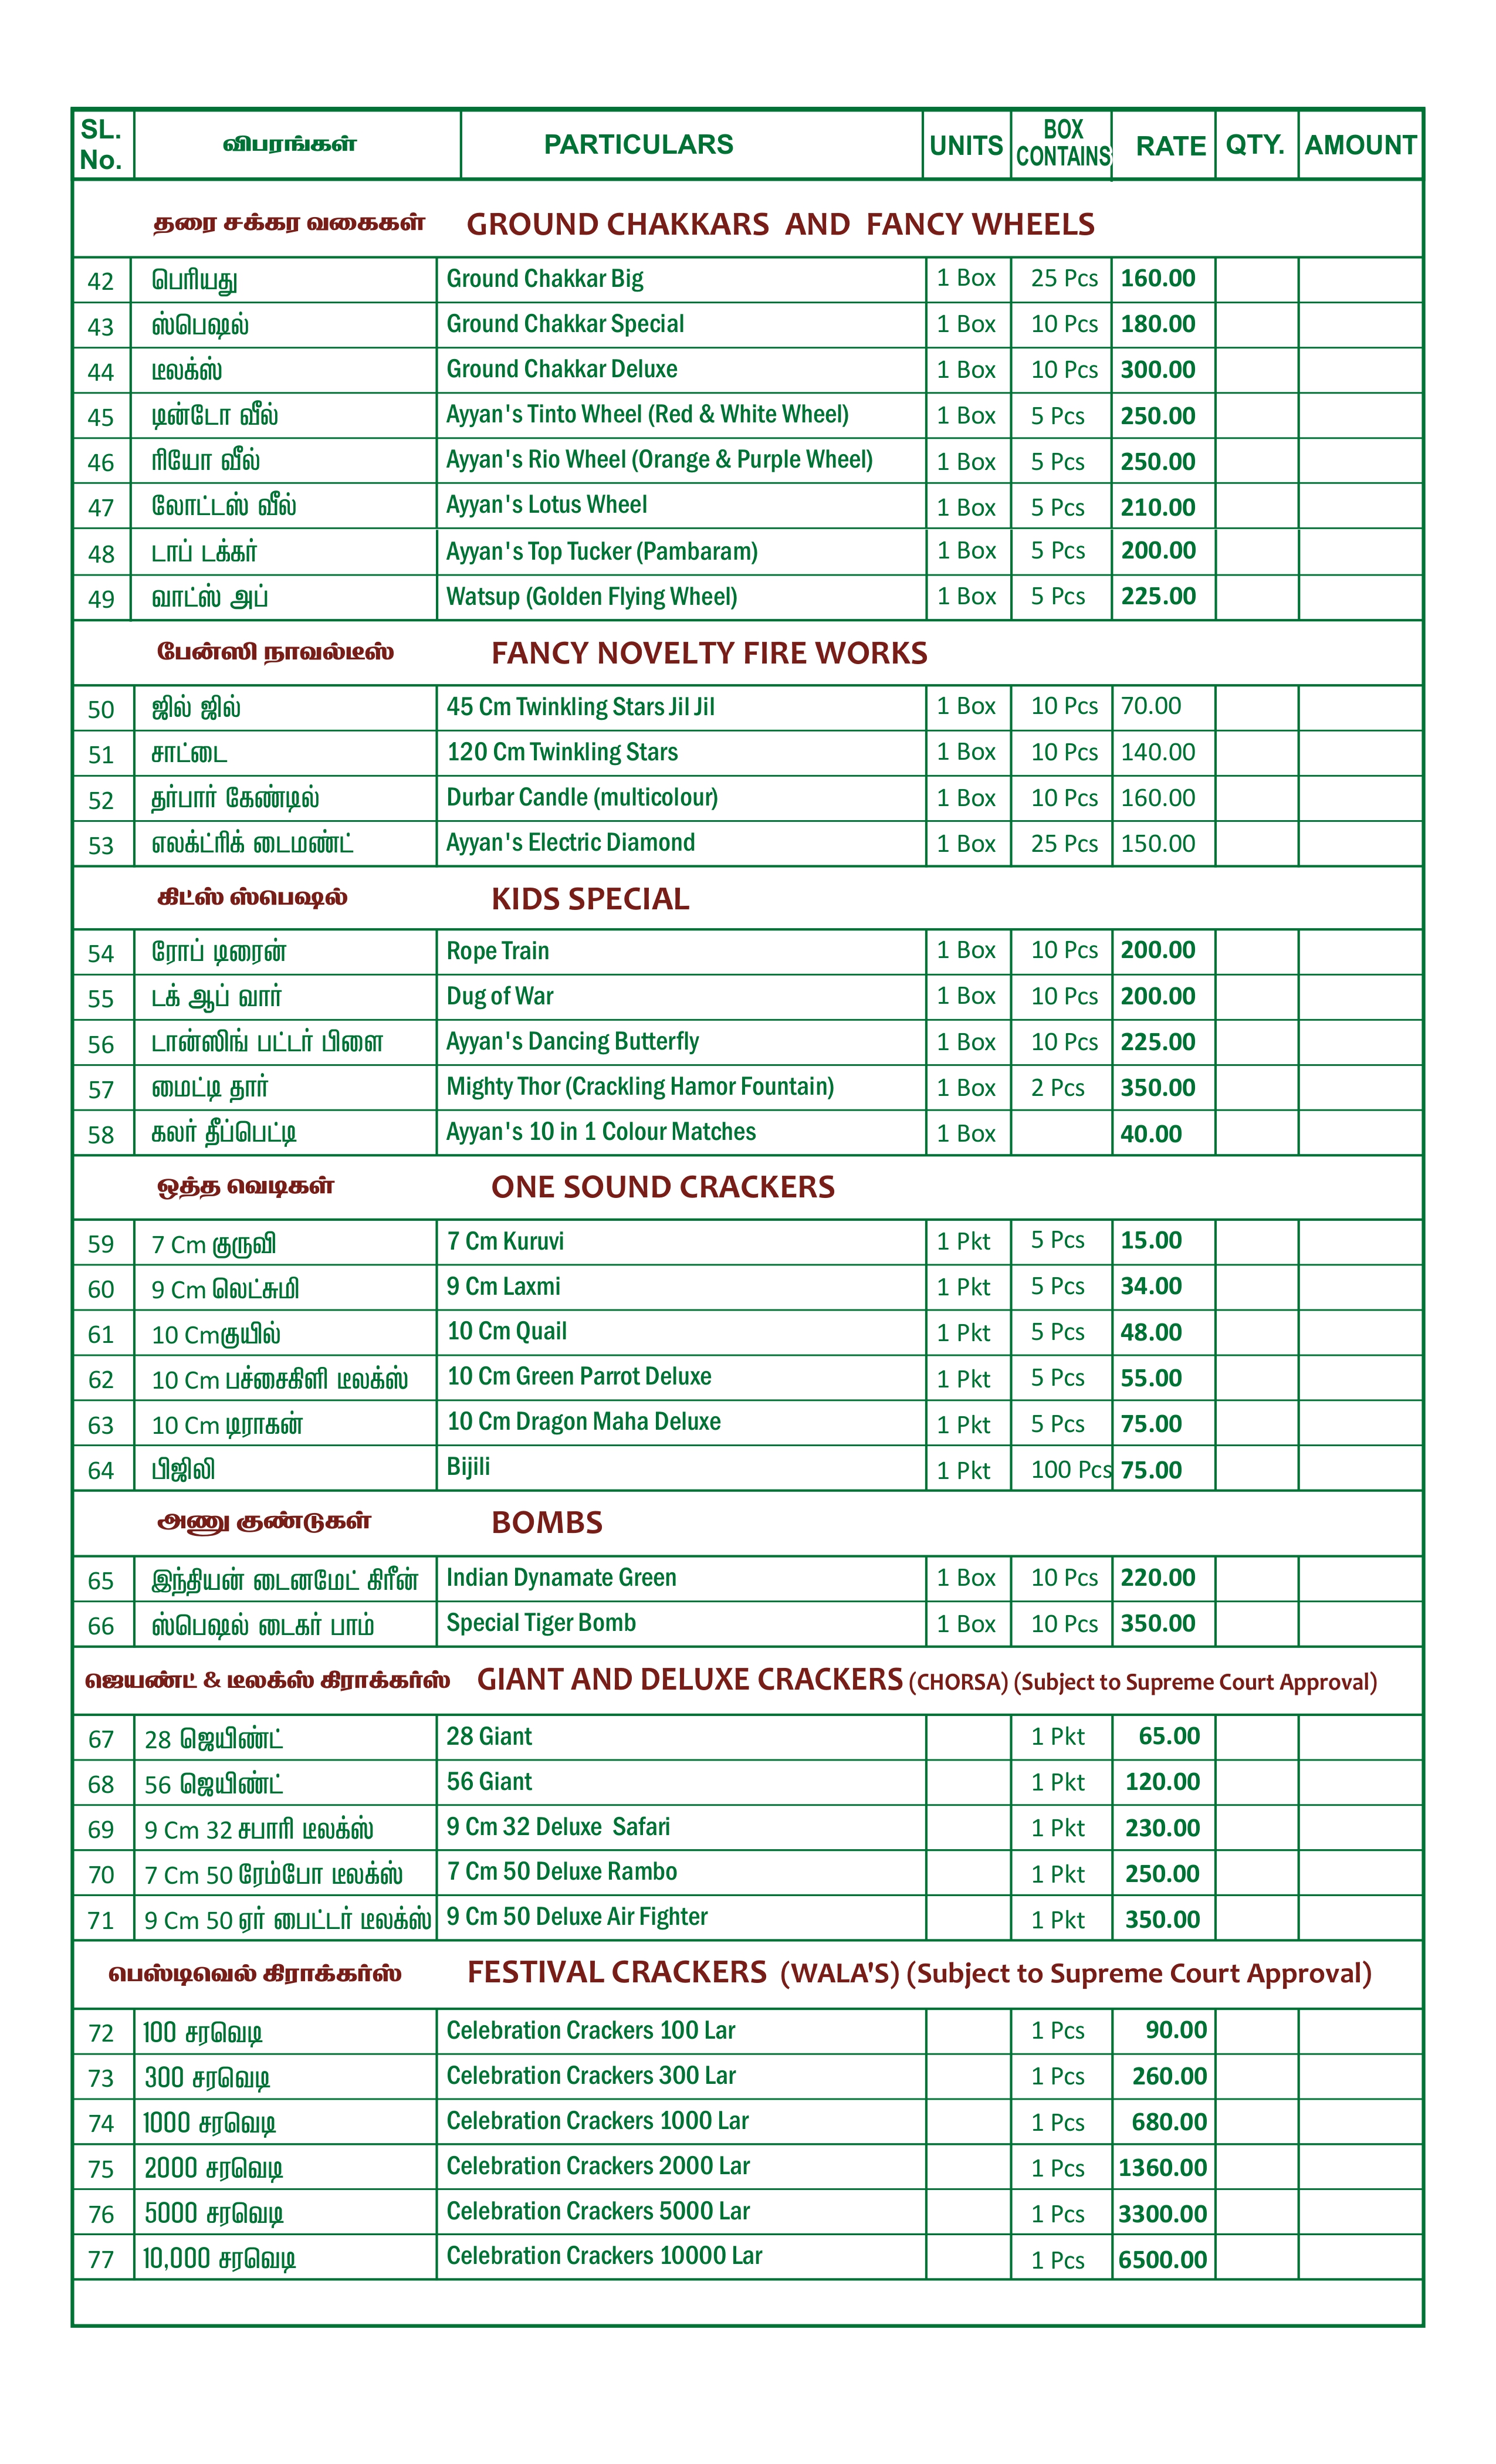 SL. No. விபரங்கள் PARTICULARS UNITS BOX CONTAINS RATE QTY. AMOUNT
தரை சக்கர வகைகள் GROUND CHAKKARS AND FANCY WHEELS
42 பெரியது Ground Chakkar Big 1 Box 25 Pcs 160.00
43 ஸ்பெஷல் Ground Chakkar Special 1 Box 10 Pcs 180.00
44 டீலக்ஸ் Ground Chakkar Deluxe 1 Box 10 Pcs 300.00
45 டின்டோ வீல் Ayyan's Tinto Wheel (Red & White Wheel) 1 Box 5 Pcs 250.00
46 ரியோ வீல் Ayyan's Rio Wheel (Orange & Purple Wheel) 1 Box 5 Pcs 250.00
47 லோட்டஸ் வீல் Ayyan's Lotus Wheel 1 Box 5 Pcs 210.00
48 டாப் டக்கர் Ayyan's Top Tucker (Pambaram) 1 Box 5 Pcs 200.00
49 வாட்ஸ் அப் Watsup (Golden Flying Wheel) 1 Box 5 Pcs 225.00
பேன்ஸி நாவல்டீஸ் FANCY NOVELTY FIRE WORKS
50 ஜில் ஜில் 45 Cm Twinkling Stars Jil Jil 1 Box 10 Pcs 70.00
51 சாட்டை 120 Cm Twinkling Stars 1 Box 10 Pcs 140.00
52 தர்பார் கேண்டில் Durbar Candle (multicolour) 1 Box 10 Pcs 160.00
53 எலக்ட்ரிக் டைமண்ட் Ayyan's Electric Diamond 1 Box 25 Pcs 150.00
கிட்ஸ் ஸ்பெஷல் KIDS SPECIAL
54 ரோப் டிரைன் Rope Train 1 Box 10 Pcs 200.00
55 டக் ஆப் வார் Dug of War 1 Box 10 Pcs 200.00
56 டான்ஸிங் பட்டர் பிளை Ayyan's Dancing Butterfly 1 Box 10 Pcs 225.00
57 மைட்டி தார் Mighty Thor (Crackling Hamor Fountain) 1 Box 2 Pcs 350.00
58 கலர் தீப்பெட்டி Ayyan's 10 in 1 Colour Matches 1 Box 40.00
ஒத்த வெடிகள் ONE SOUND CRACKERS
59 7 Cm குருவி 7 Cm Kuruvi 1 Pkt 5 Pcs 15.00
60 9 Cm லெட்சுமி 9 Cm Laxmi 1 Pkt 5 Pcs 34.00
61 10 Cmகுயில் 10 Cm Quail 1 Pkt 5 Pcs 48.00
62 10 Cm பச்சைகிளி டீலக்ஸ் 10 Cm Green Parrot Deluxe 1 Pkt 5 Pcs 55.00
63 10 Cm டிராகன் 10 Cm Dragon Maha Deluxe 1 Pkt 5 Pcs 75.00
64 பிஜிலி Bijili 1 Pkt 100 Pcs 75.00
அணு குண்டுகள் BOMBS
65 இந்தியன் டைனமேட் கிரீன் Indian Dynamate Green 1 Box 10 Pcs 220.00
66 ஸ்பெஷல் டைகர் பாம் Special Tiger Bomb 1 Box 10 Pcs 350.00
ஜெயண்ட் & டீலக்ஸ் கிராக்கர்ஸ் GIANT AND DELUXE CRACKERS (CHORSA) (Subject to Supreme Court Approval)
67 28 ஜெயிண்ட் 28 Giant 1 Pkt 65.00
68 56 ஜெயிண்ட் 56 Giant 1 Pkt 120.00
69 9 Cm 32 சபாரி டீலக்ஸ் 9 Cm 32 Deluxe Safari 1 Pkt 230.00
70 7 Cm 50 ரேம்போ டீலக்ஸ் 7 Cm 50 Deluxe Rambo 1 Pkt 250.00
71 9 Cm 50 ஏர் பைட்டர் டீலக்ஸ் 9 Cm 50 Deluxe Air Fighter 1 Pkt 350.00
பெஸ்டிவெல் கிராக்கர்ஸ் FESTIVAL CRACKERS (WALA'S) (Subject to Supreme Court Approval)
72 100 சரவெடி Celebration Crackers 100 Lar 1 Pcs 90.00
73 300 சரவெடி Celebration Crackers 300 Lar 1 Pcs 260.00
74 1000 சரவெடி Celebration Crackers 1000 Lar 1 Pcs 680.00
75 2000 சரவெடி Celebration Crackers 2000 Lar 1 Pcs 1360.00
76 5000 சரவெடி Celebration Crackers 5000 Lar 1 Pcs 3300.00
77 10,000 சரவெடி Celebration Crackers 10000 Lar 1 Pcs 6500.00